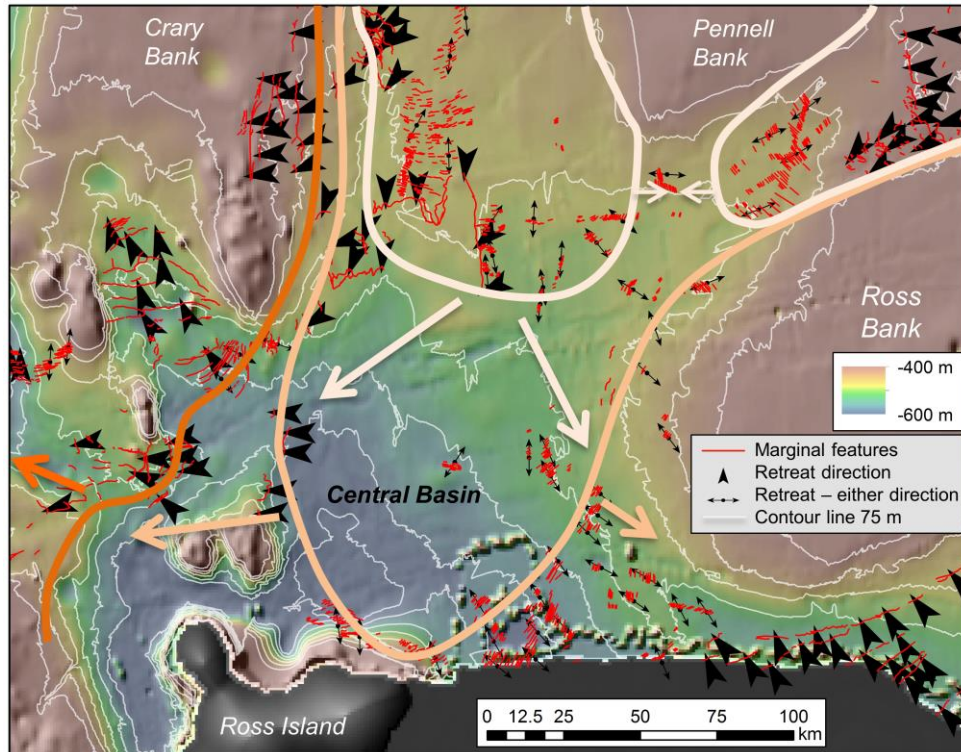 Crary
Bank
Pennell
Bank
Ross
Bank
-400 m
-600 m
Marginal features
Retreat direction
Retreat – either direction
Contour line 75 m
Central Basin
Ross Island
0 12.5 25 50 75 100
km